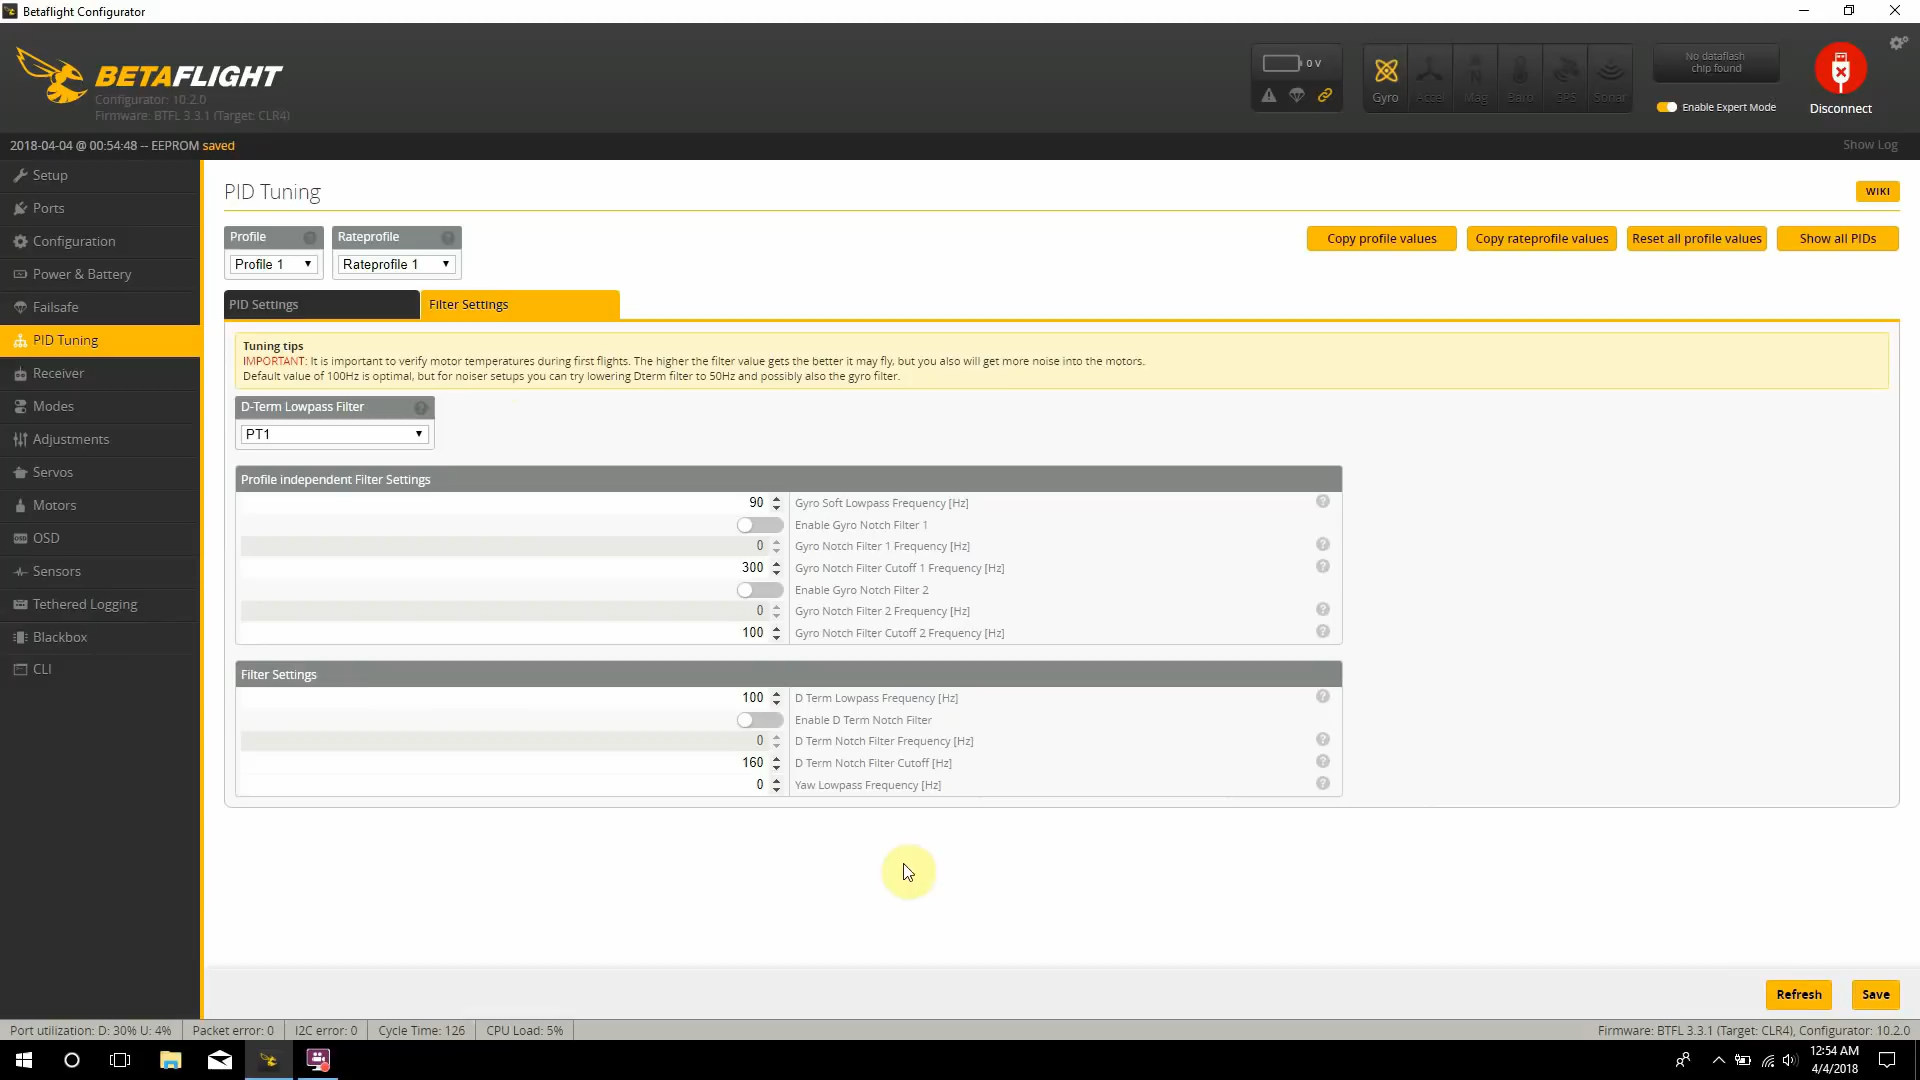 Betaflight Configurator
BETAFLIGHT
Configurator: 10.2.0
Firmware: BTFL 3.3.1 (Target: CLR4)
0 V
Gyro
Accel
Mag
Baro
GPS
Sonar
No dataflash
chip found
Enable Expert Mode
Disconnect
2018-04-04 @ 00:54:48 -- EEPROM saved
Show Log
Setup
Ports
Configuration
Power & Battery
Failsafe
PID Tuning
Receiver
Modes
Adjustments
Servos
Motors
OSD
Sensors
Tethered Logging
Blackbox
CLI
PID Tuning
WIKI
Profile
Rateprofile
Profile 1
Rateprofile 1
Copy profile values
Copy rateprofile values
Reset all profile values
Show all PIDs
PID Settings
Filter Settings
Tuning tips
IMPORTANT: It is important to verify motor temperatures during first flights. The higher the filter value gets the better it may fly, but you also will get more noise into the motors.
Default value of 100Hz is optimal, but for noiser setups you can try lowering Dterm filter to 50Hz and possibly also the gyro filter.
D-Term Lowpass Filter
PT1
Profile independent Filter Settings
90 Gyro Soft Lowpass Frequency [Hz]
Enable Gyro Notch Filter 1
0 Gyro Notch Filter 1 Frequency [Hz]
300 Gyro Notch Filter Cutoff 1 Frequency [Hz]
Enable Gyro Notch Filter 2
0 Gyro Notch Filter 2 Frequency [Hz]
100 Gyro Notch Filter Cutoff 2 Frequency [Hz]
Filter Settings
100 D Term Lowpass Frequency [Hz]
Enable D Term Notch Filter
0 D Term Notch Filter Frequency [Hz]
160 D Term Notch Filter Cutoff [Hz]
0 Yaw Lowpass Frequency [Hz]
Refresh
Save
Port utilization: D: 30% U: 4%
Packet error: 0
I2C error: 0
Cycle Time: 126
CPU Load: 5%
Firmware: BTFL 3.3.1 (Target: CLR4), Configurator: 10.2.0
12:54 AM
4/4/2018